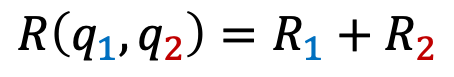 R(q₁, q₂) = R₁ + R₂